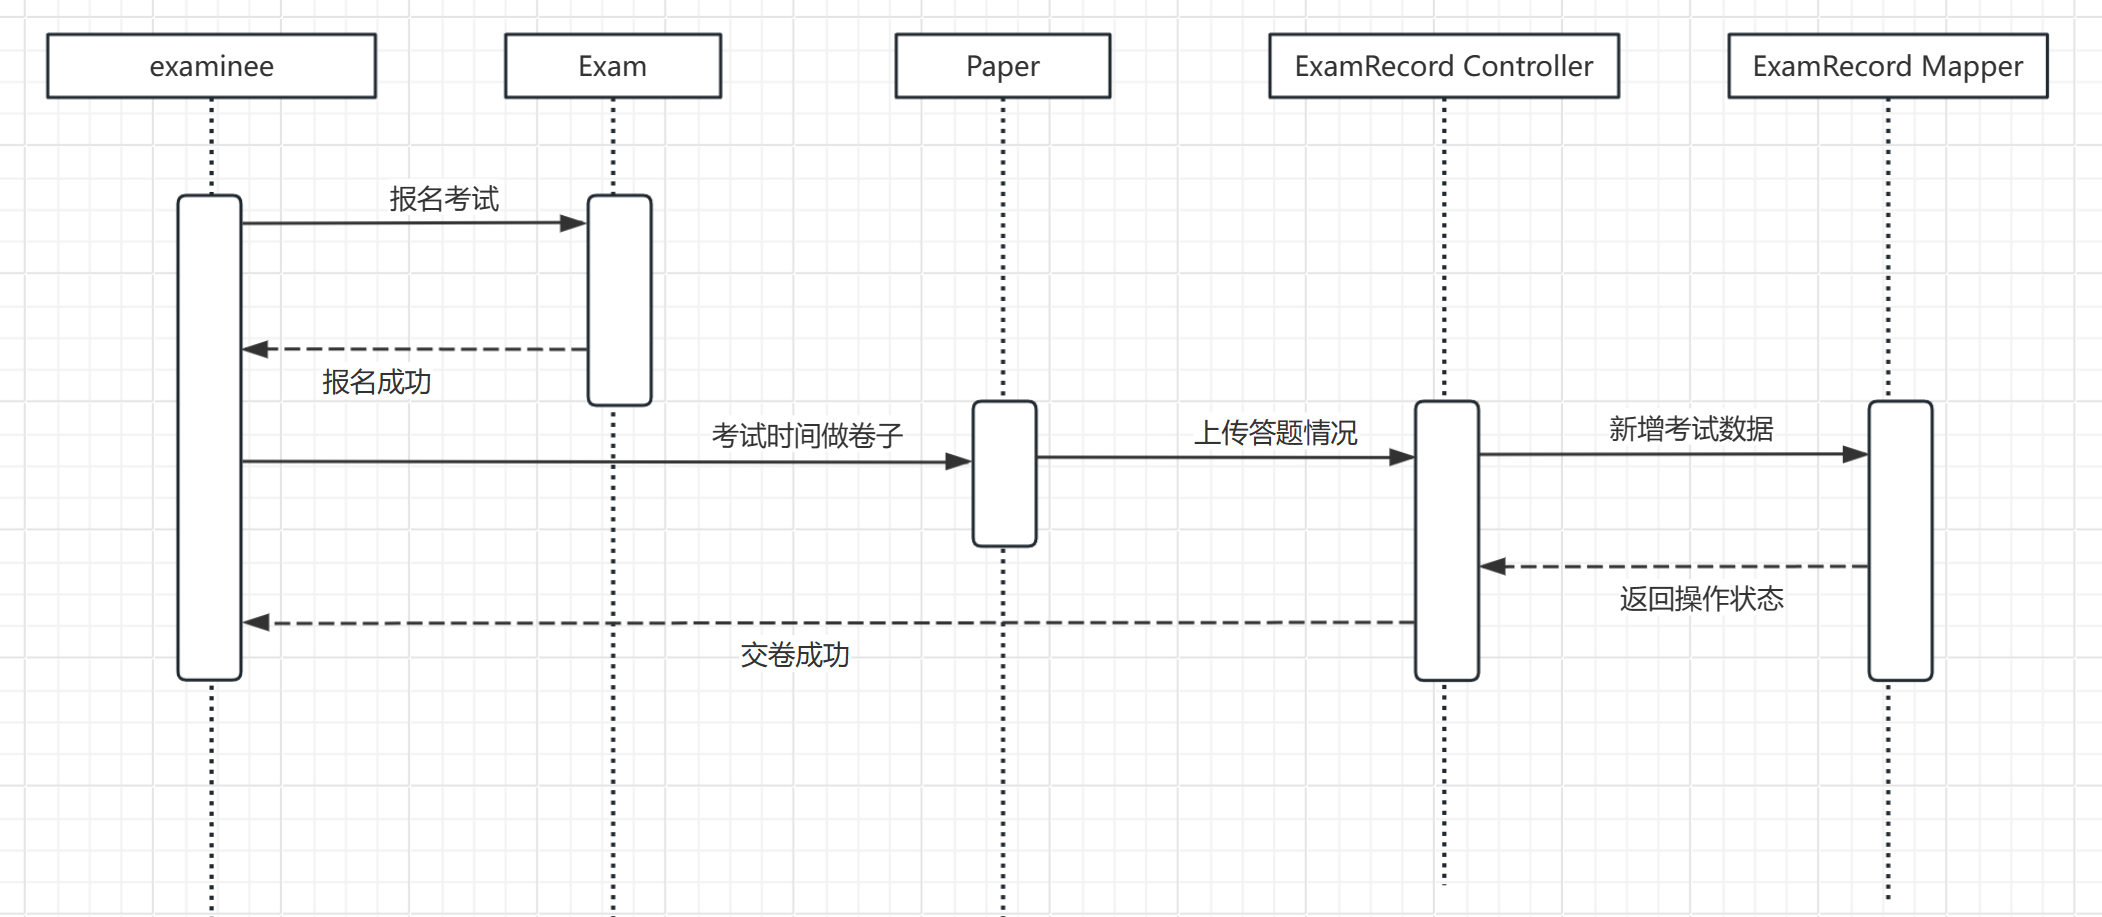 examinee
Exam
Paper
ExamRecord Controller
ExamRecord Mapper
报名考试
报名成功
考试时间做卷子
上传答题情况
新增考试数据
返回操作状态
交卷成功